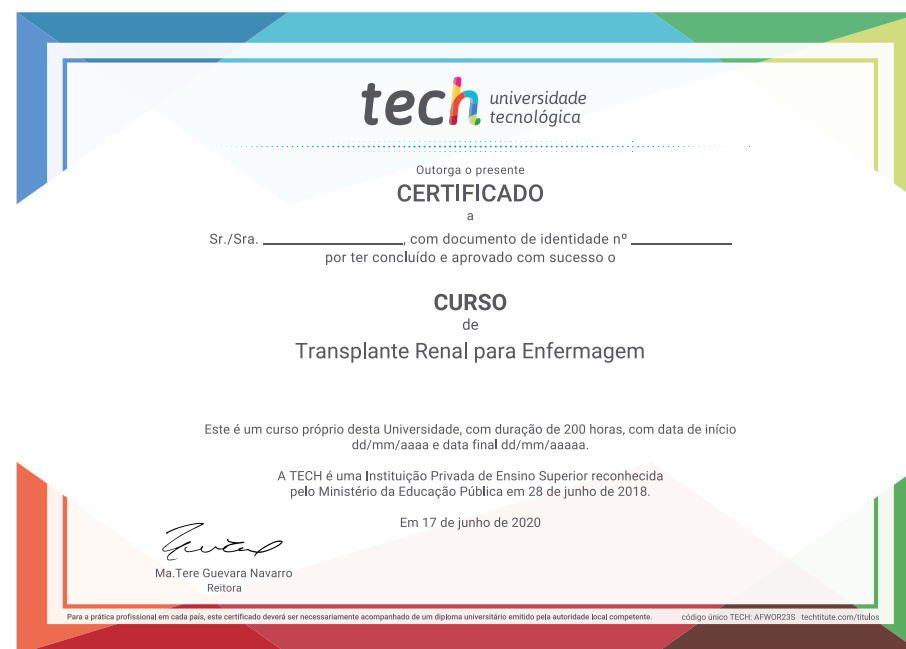 tech universidade
tecnológica
Outorga o presente
CERTIFICADO
a
Sr./Sra. ____________________, com documento de identidade nº ______________
por ter concluído e aprovado com sucesso o
CURSO
de
Transplante Renal para Enfermagem
Este é um curso próprio desta Universidade, com duração de 200 horas, com data de início
dd/mm/aaaa e data final dd/mm/aaaaa.
A TECH é uma Instituição Privada de Ensino Superior reconhecida
pelo Ministério da Educação Pública em 28 de junho de 2018.
Em 17 de junho de 2020
Ma.Tere Guevara Navarro
Reitora
Para a prática profissional em cada país, este certificado deverá ser necessariamente acompanhado de um diploma universitário emitido pela autoridade local competente. código único TECH: AFWOR23S techtitute.com/titulos